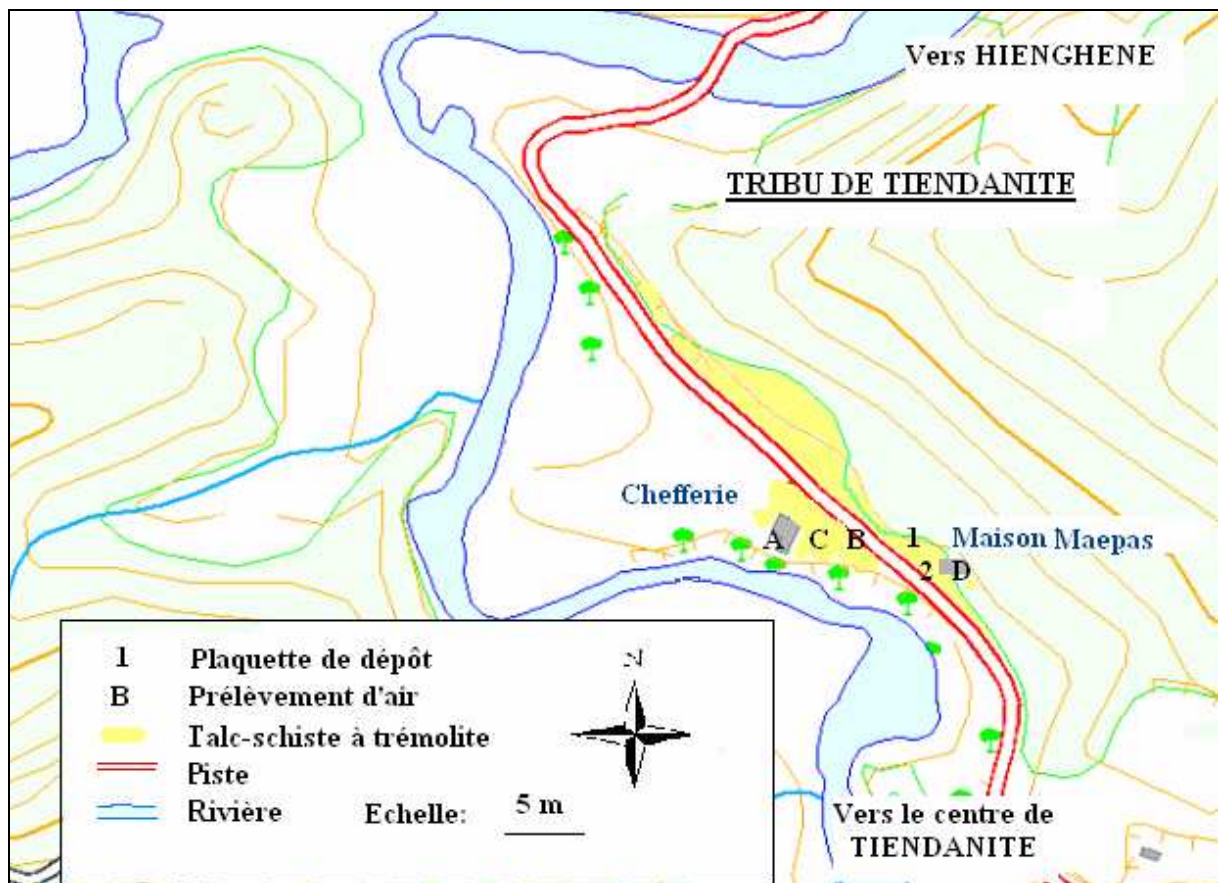 Vers HIENGHENE
TRIBU DE TIENDANITE
Chefferie
A C B 1 Maison Maepas
2 D
1 Plaquette de dépôt
B Prélèvement d'air
Talc-schiste à trémolite
Piste
Rivière Echelle: 5 m
N
Vers le centre de
TIENDANITE